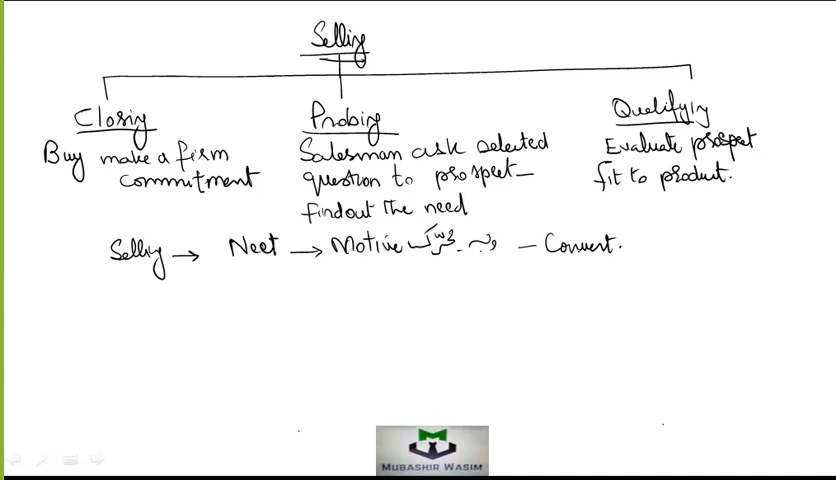 Selling
Closing
Buy make a firm
commitment
Probing
Salesman ask selected
question to prospect-
findout the need
Qualifying
Evaluate prospect
fit to product.
Selling → Neet → Motive محرک وجہ - Convert.
MUBASHIR WASIM